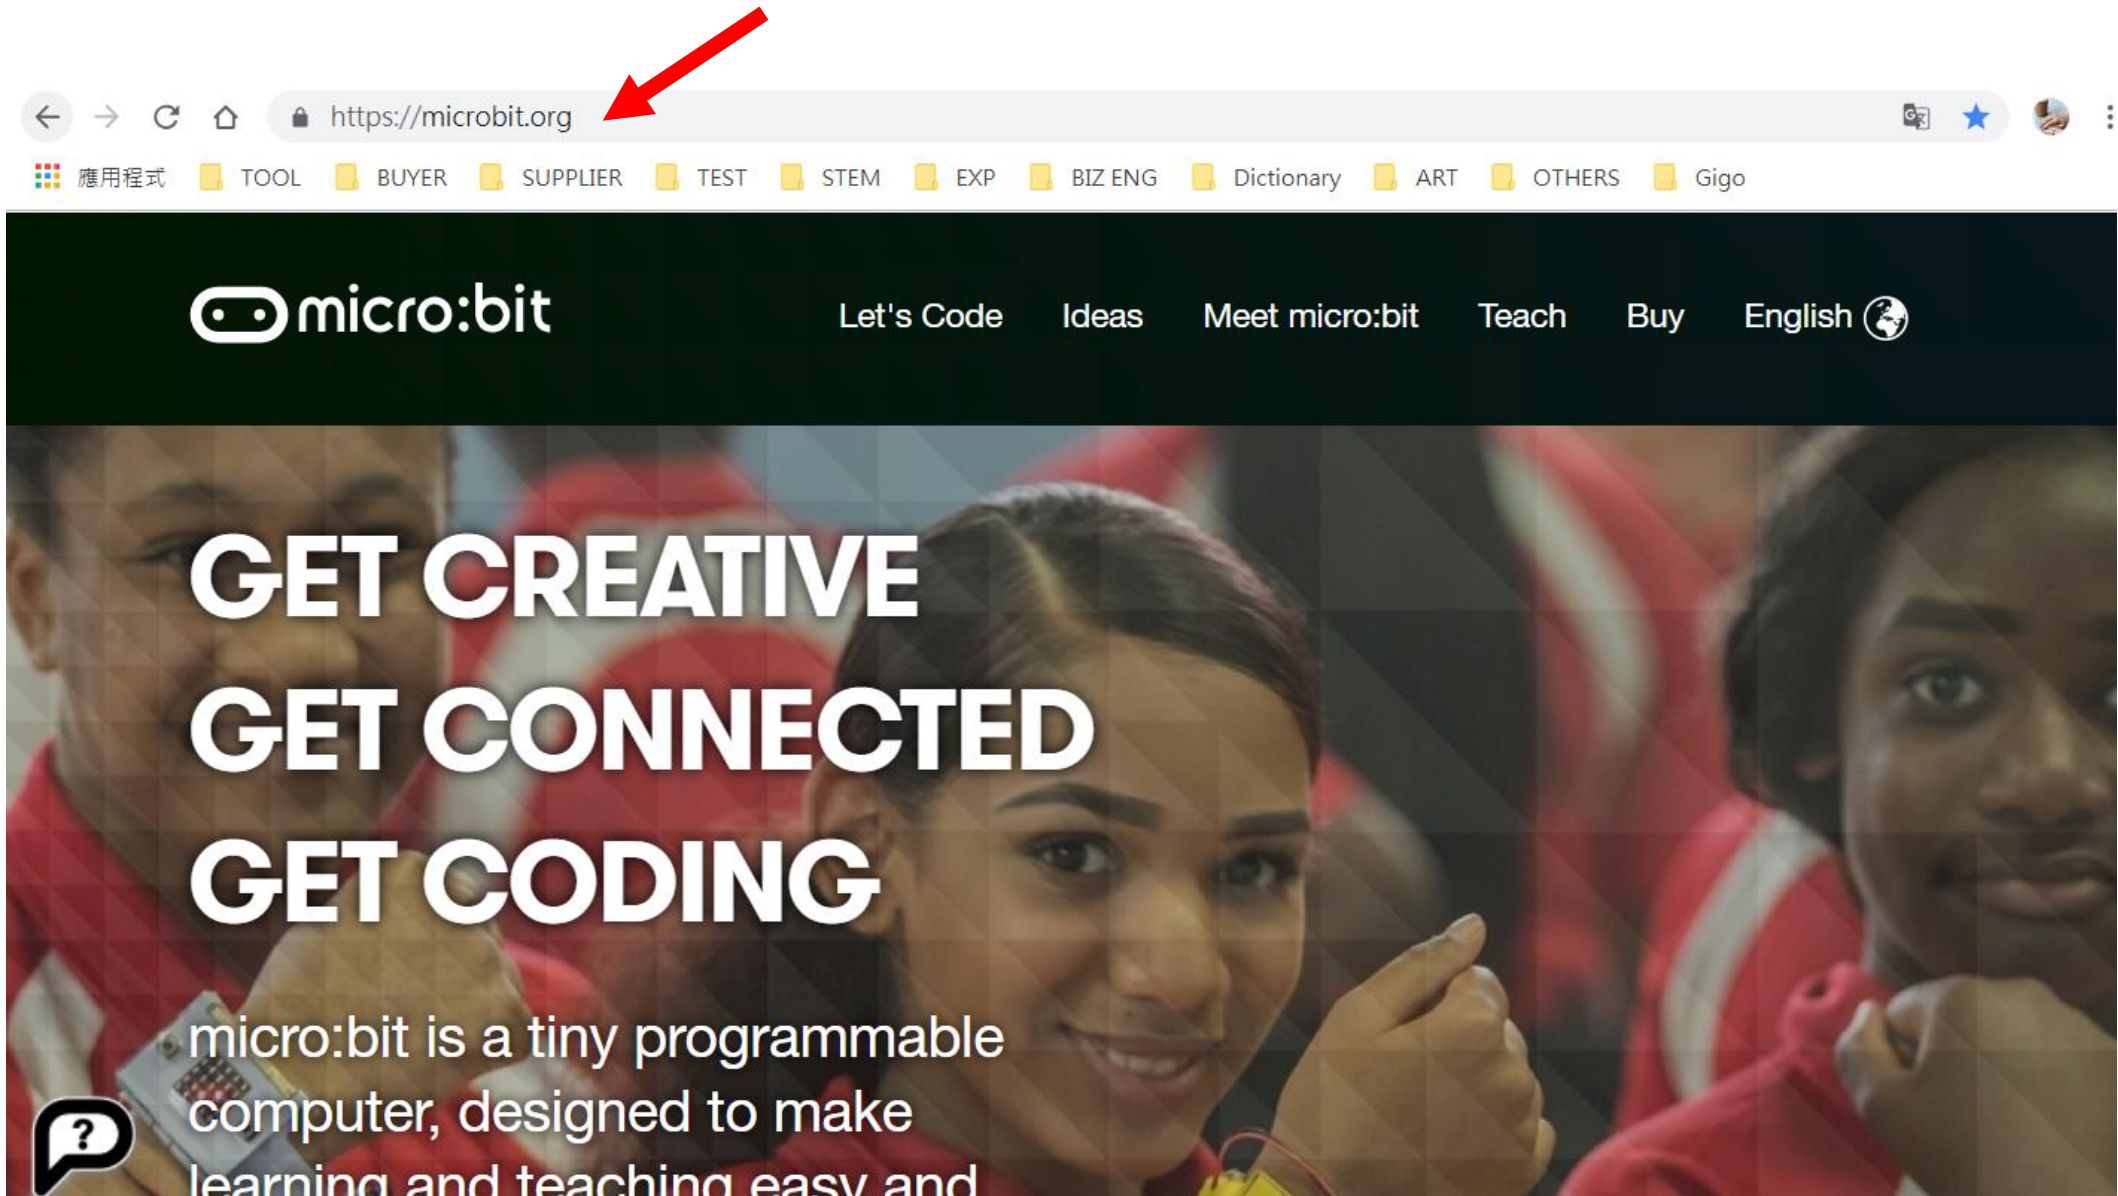 https://microbit.org
應用程式 TOOL BUYER SUPPLIER TEST STEM EXP BIZ ENG Dictionary ART OTHERS Gigo
micro:bit Let's Code Ideas Meet micro:bit Teach Buy English
GET CREATIVE
GET CONNECTED
GET CODING
micro:bit is a tiny programmable
computer, designed to make
learning and teaching easy and
?